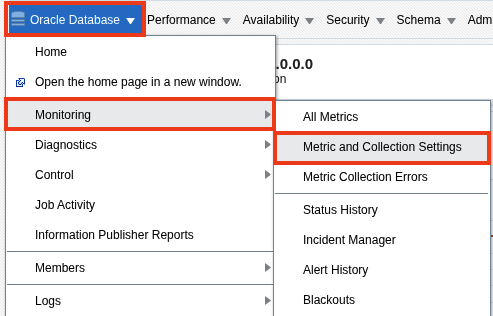 Oracle Database Performance Availability Security Schema Adm
.0.0.0
Home
on
Open the home page in a new window.
Monitoring
All Metrics
Diagnostics
Metric and Collection Settings
Control
Metric Collection Errors
Job Activity
Status History
Information Publisher Reports
Incident Manager
Members
Alert History
Logs
Blackouts